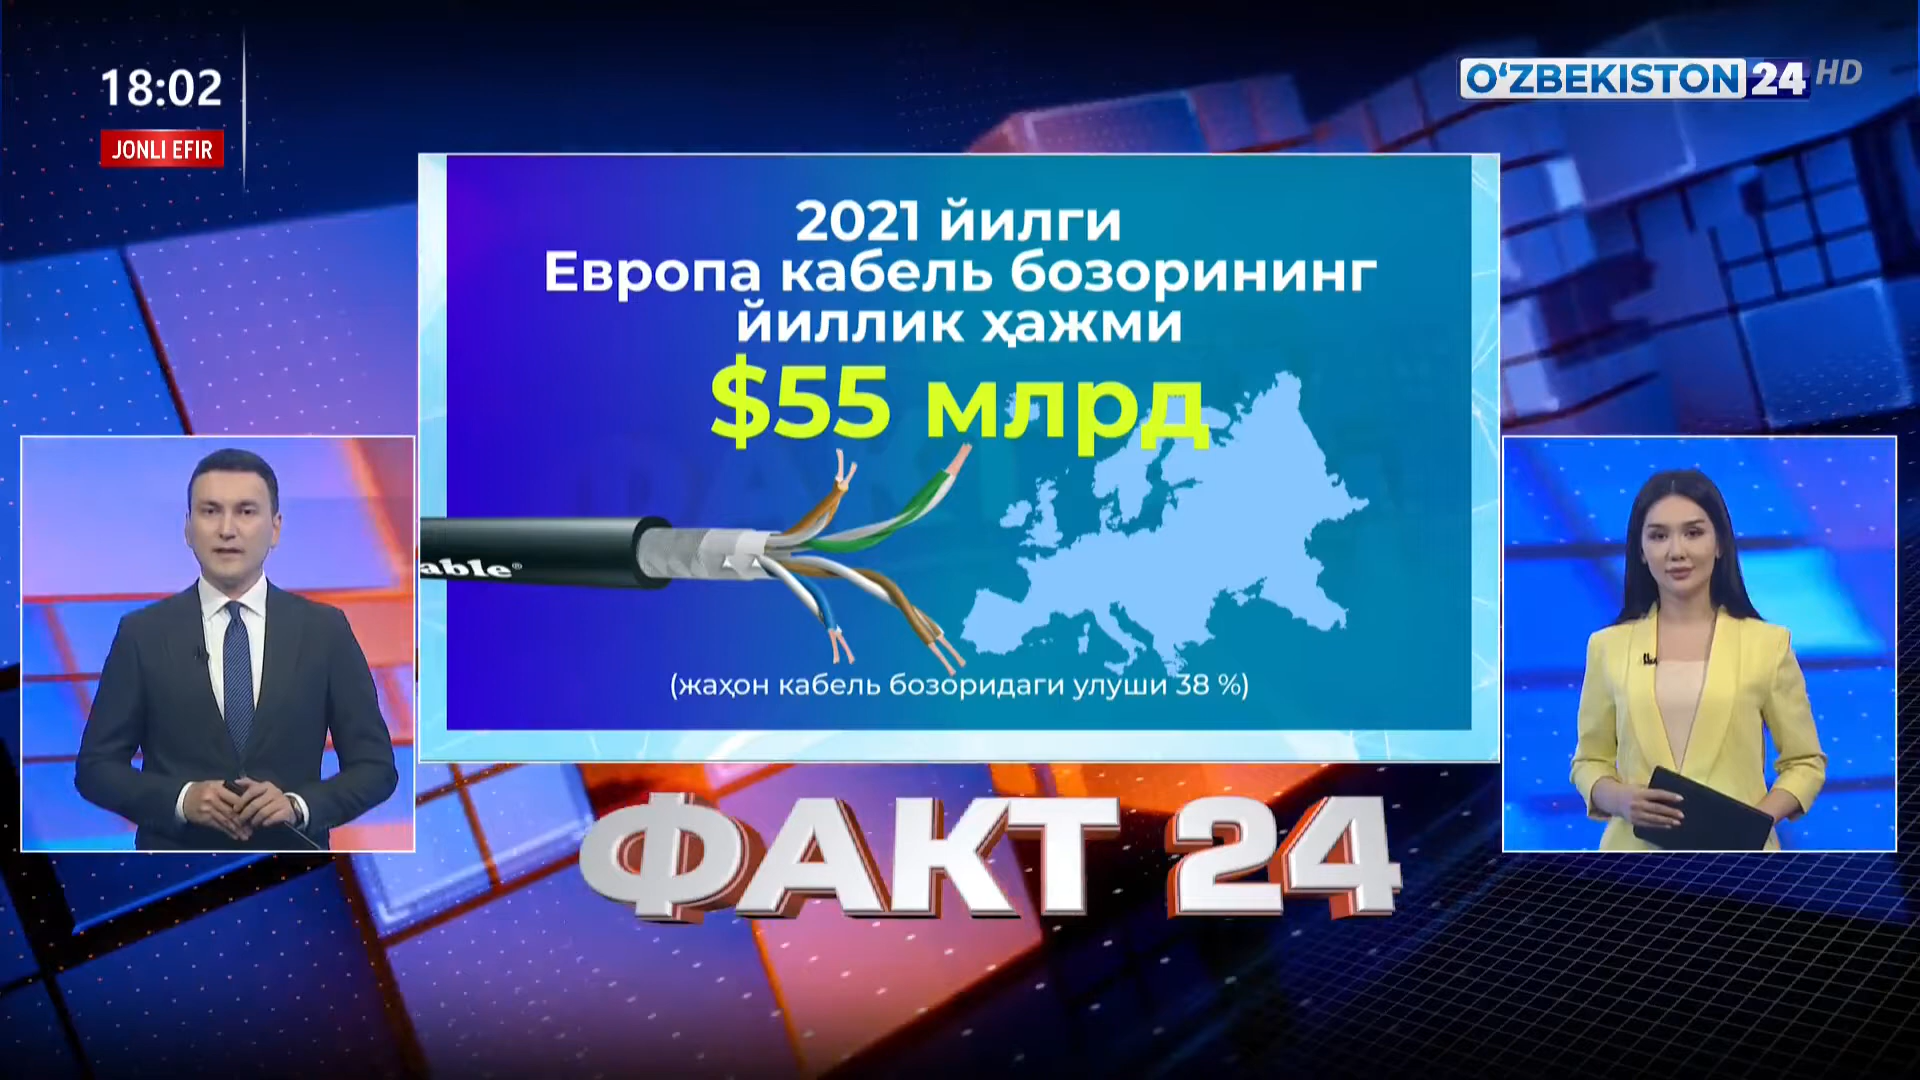 18:02
JONLI EFIR
O‘ZBEKISTON 24 HD
2021 йилги
Европа кабель бозорининг
йиллик ҳажми
$55 млрд
able®
(жаҳон кабель бозоридаги улуши 38 %)
ФАКТ 24